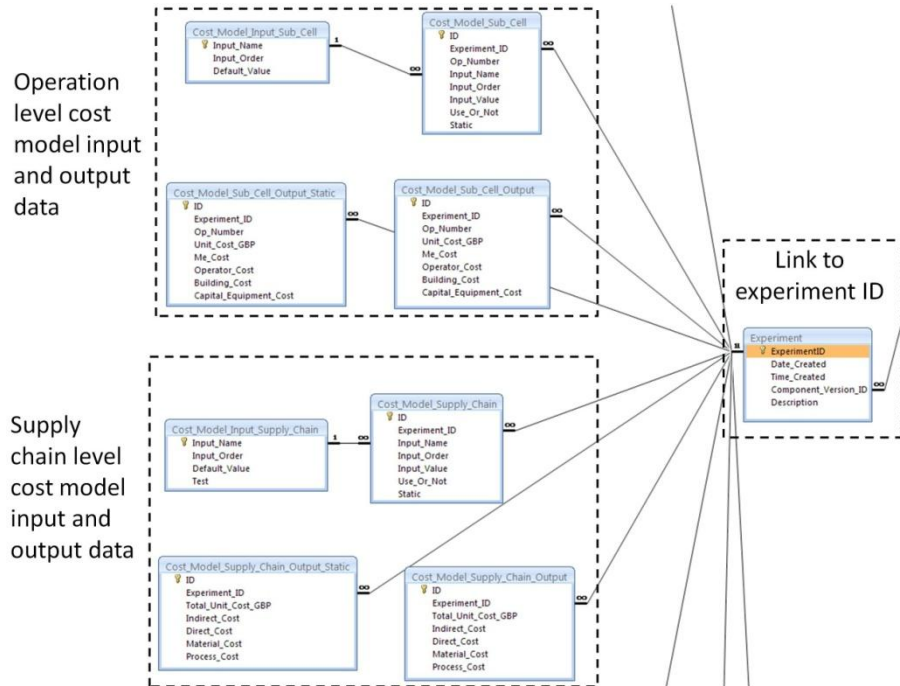 Operation
level cost
model input
and output
data
Cost_Model_Input_Sub_Cell
Input_Name
Input_Order
Default_Value
1
∞
Cost_Model_Sub_Cell
ID
Experiment_ID
Op_Number
Input_Name
Input_Order
Input_Value
Use_Or_Not
Static
∞
Cost_Model_Sub_Cell_Output_Static
ID
Experiment_ID
Op_Number
Unit_Cost_GBP
Me_Cost
Operator_Cost
Building_Cost
Capital_Equipment_Cost
∞
Cost_Model_Sub_Cell_Output
ID
Experiment_ID
Op_Number
Unit_Cost_GBP
Me_Cost
Operator_Cost
Building_Cost
Capital_Equipment_Cost
∞
Link to
experiment ID
Experiment
ExperimentID
Date_Created
Time_Created
Component_Version_ID
Description
∞
Supply
chain level
cost model
input and
output data
Cost_Model_Input_Supply_Chain
Input_Name
Input_Order
Default_Value
Test
1
∞
Cost_Model_Supply_Chain
ID
Experiment_ID
Input_Name
Input_Order
Input_Value
Use_Or_Not
Static
∞
Cost_Model_Supply_Chain_Output_Static
ID
Experiment_ID
Total_Unit_Cost_GBP
Indirect_Cost
Direct_Cost
Material_Cost
Process_Cost
∞
Cost_Model_Supply_Chain_Output
ID
Experiment_ID
Total_Unit_Cost_GBP
Indirect_Cost
Direct_Cost
Material_Cost
Process_Cost
∞